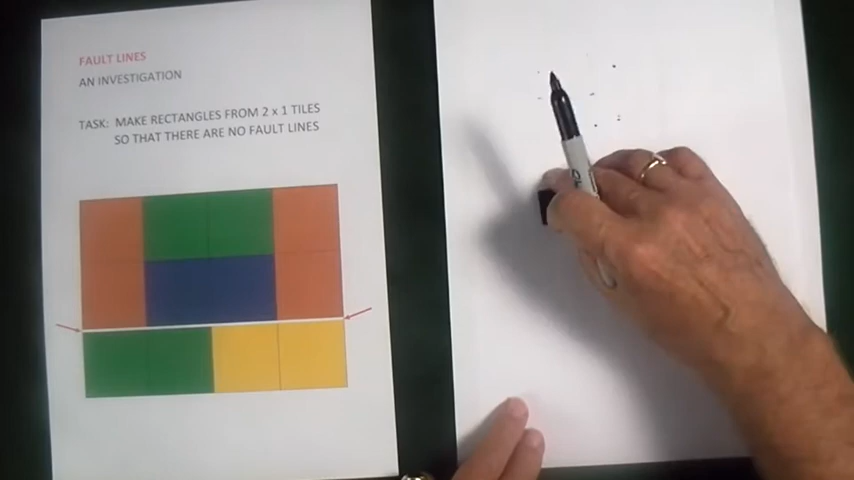 FAULT LINES
AN INVESTIGATION
TASK: MAKE RECTANGLES FROM 2 x 1 TILES
SO THAT THERE ARE NO FAULT LINES